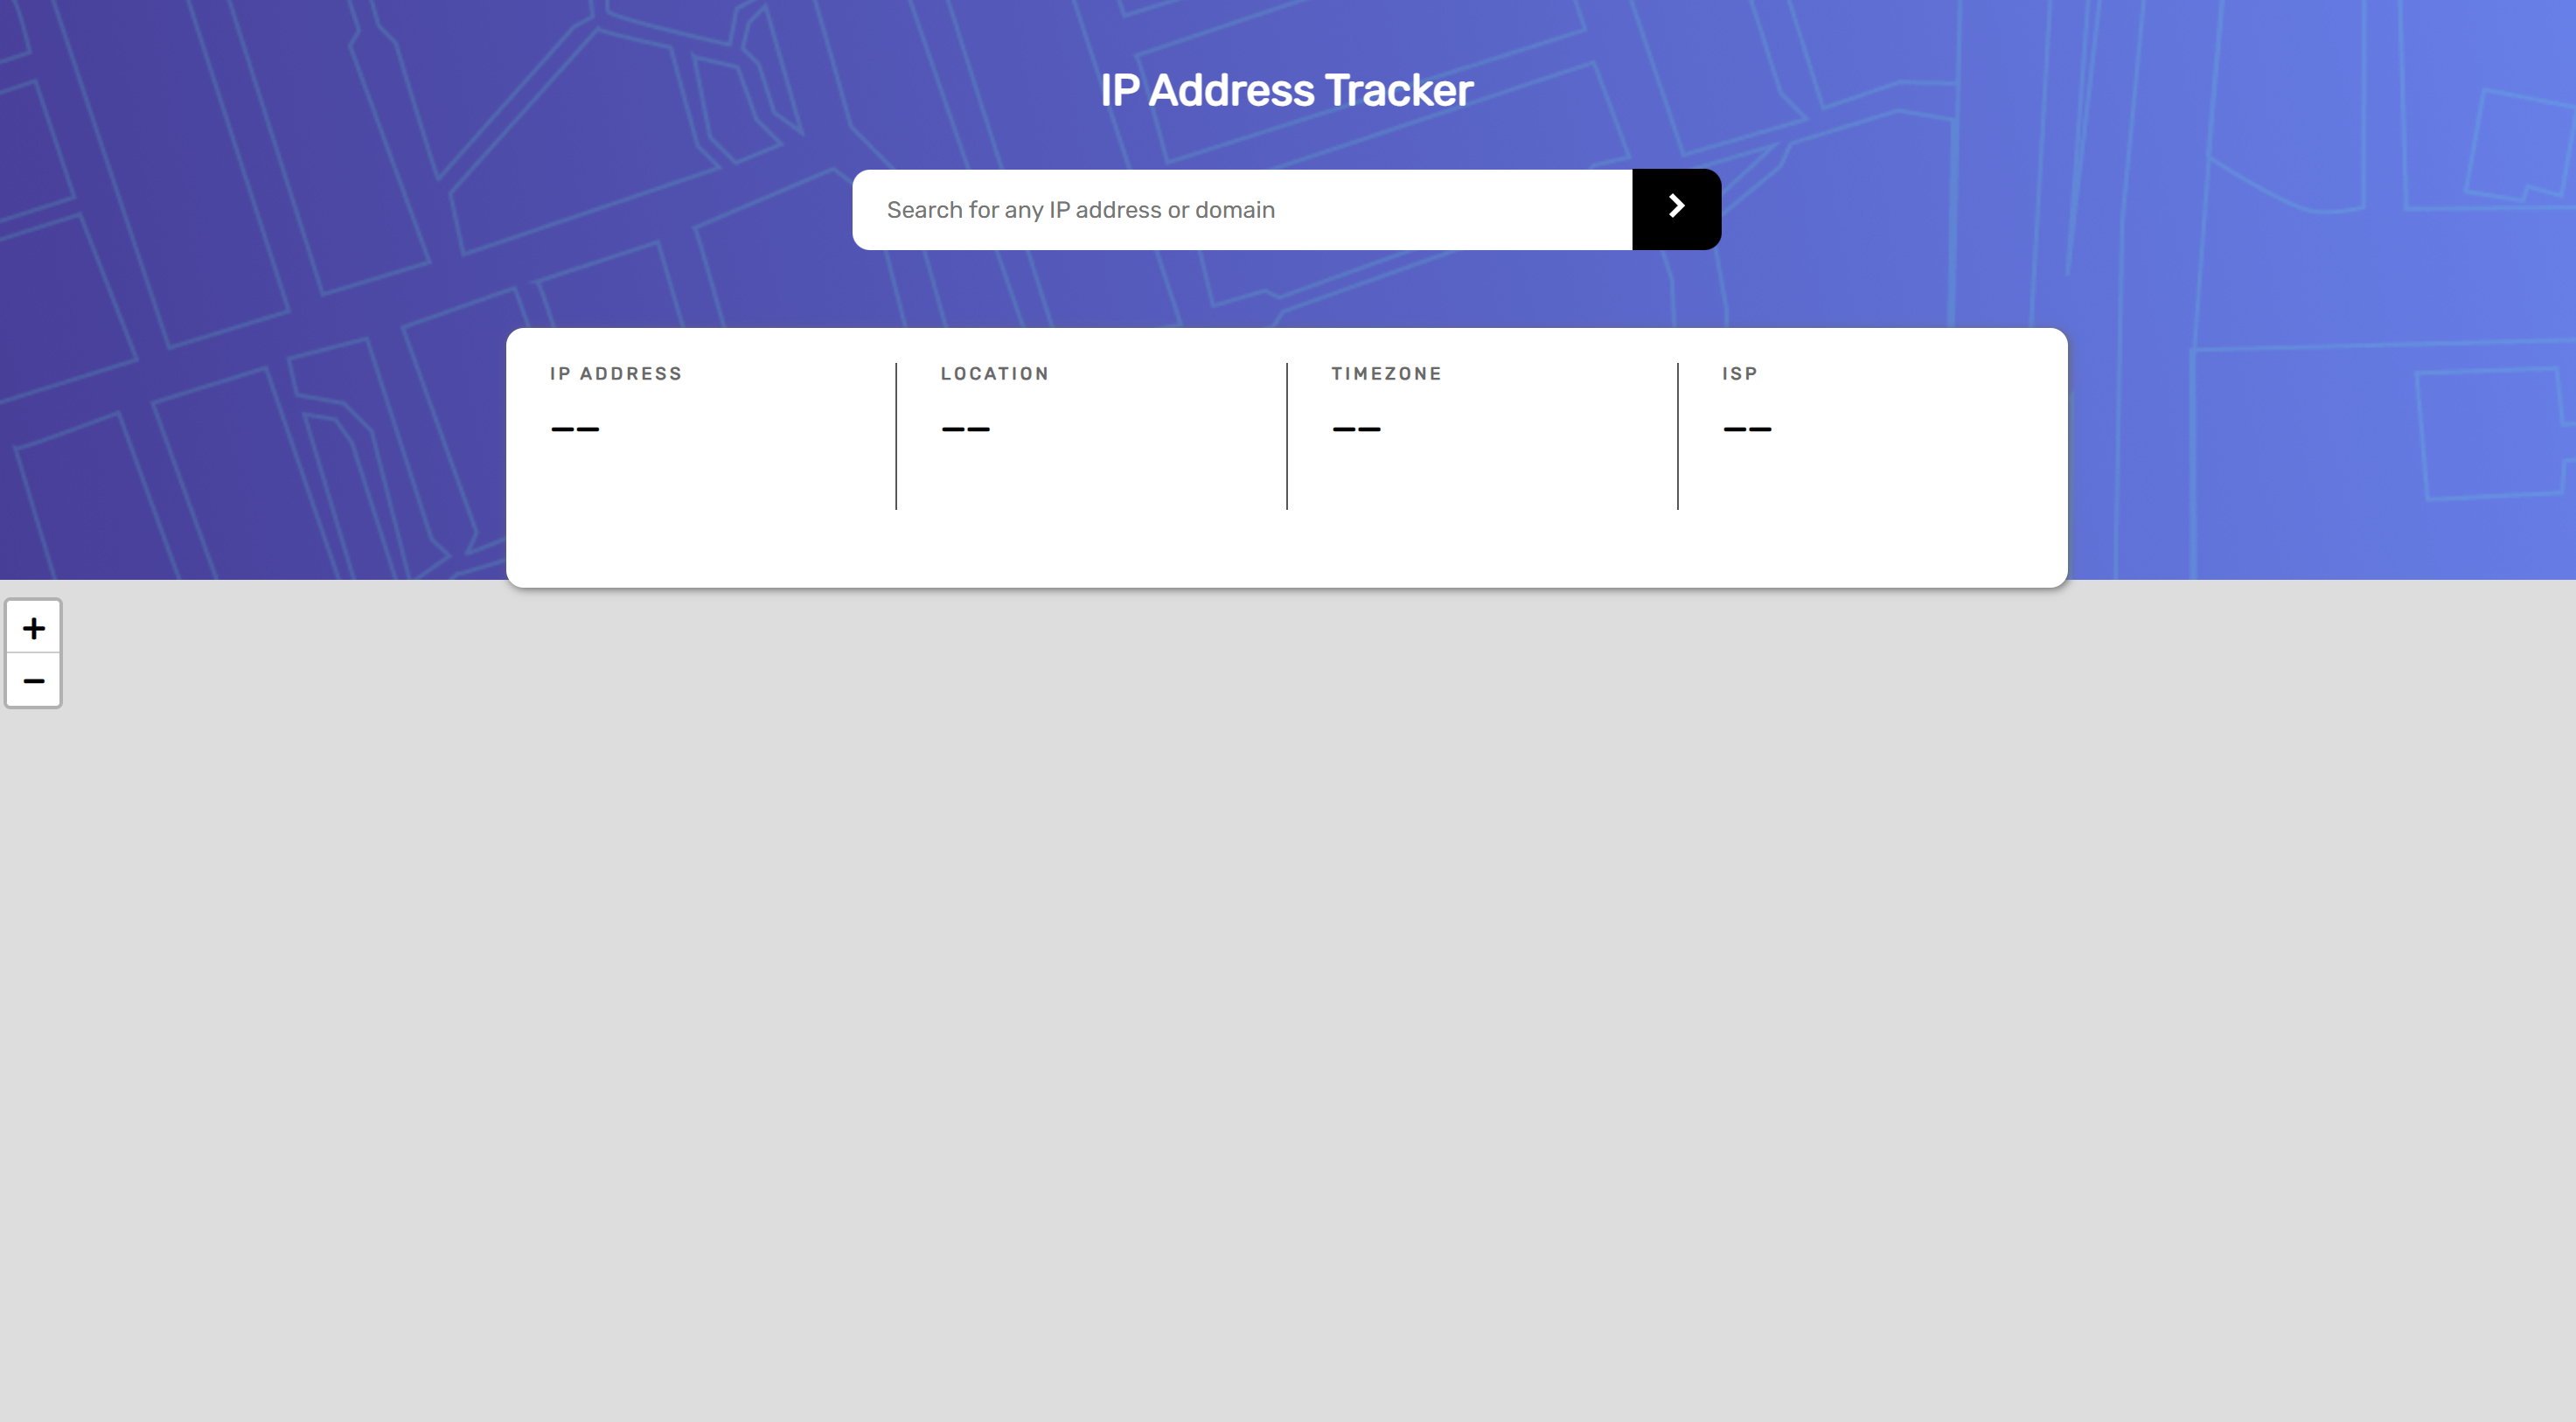 IP Address Tracker
Search for any IP address or domain
IP ADDRESS
––
LOCATION
––
TIMEZONE
––
ISP
––
+
−